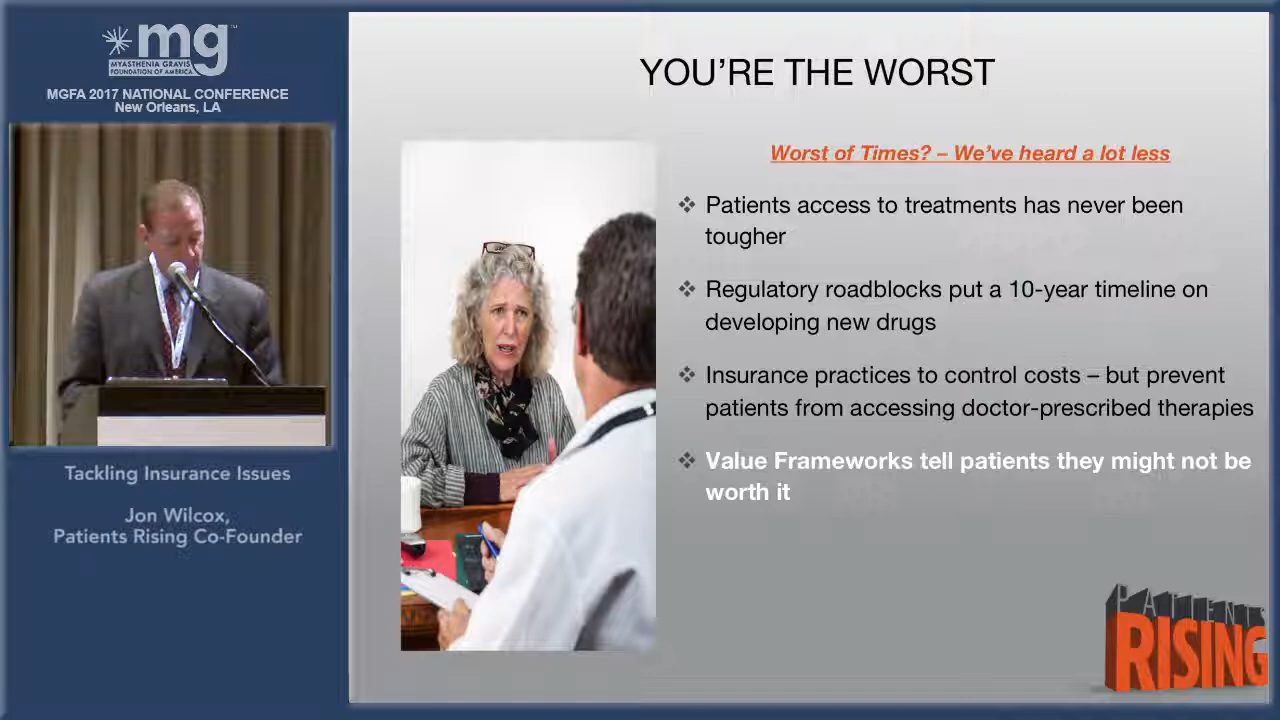 mg
MYASTHENIA GRAVIS
FOUNDATION OF AMERICA
MGFA 2017 NATIONAL CONFERENCE
New Orleans, LA
Tackling Insurance Issues
Jon Wilcox,
Patients Rising Co-Founder
YOU’RE THE WORST
Worst of Times? – We’ve heard a lot less
❖ Patients access to treatments has never been
tougher
❖ Regulatory roadblocks put a 10-year timeline on
developing new drugs
❖ Insurance practices to control costs – but prevent
patients from accessing doctor-prescribed therapies
❖ Value Frameworks tell patients they might not be
worth it
PATIENTS
RISING